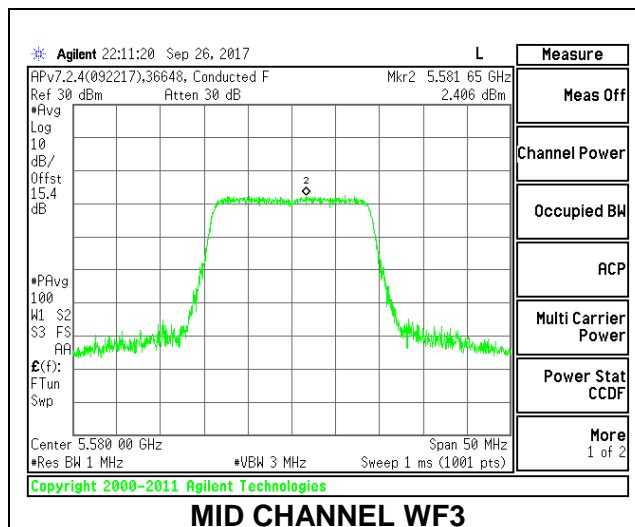 Agilent 22:11:20 Sep 26, 2017 L
Measure
APv7.2.4(092217),36648, Conducted F Mkr2 5.581 65 GHz
Ref 30 dBm Atten 30 dB 2.406 dBm
Meas Off
#Avg
Log
10
dB/
Offst
15.4
dB
2
Channel Power
Occupied BW
ACP
#PAvg
100
W1 S2
S3 FS
AA
£(f):
FTun
Swp
Multi Carrier
Power
Power Stat
CCDF
Center 5.580 00 GHz Span 50 MHz
#Res BW 1 MHz #VBW 3 MHz Sweep 1 ms (1001 pts)
More
1 of 2
Copyright 2000-2011 Agilent Technologies
MID CHANNEL WF3